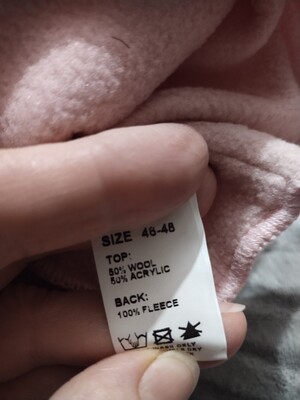 SIZE 46-48
TOP:
50% WOOL
50% ACRYLIC
BACK:
100% FLEECE